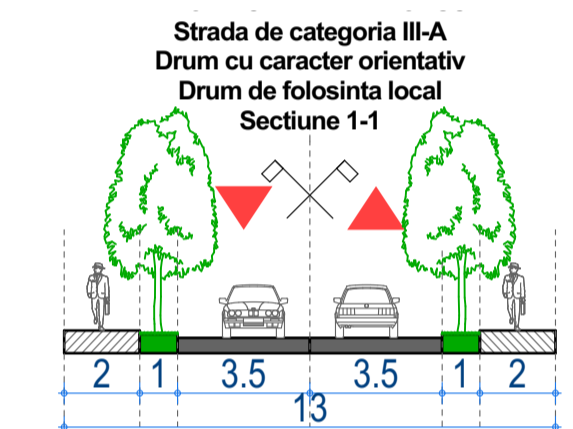 Strada de categoria III-A
Drum cu caracter orientativ
Drum de folosinta local
Sectiune 1-1
2 1 3.5 3.5 1 2
13